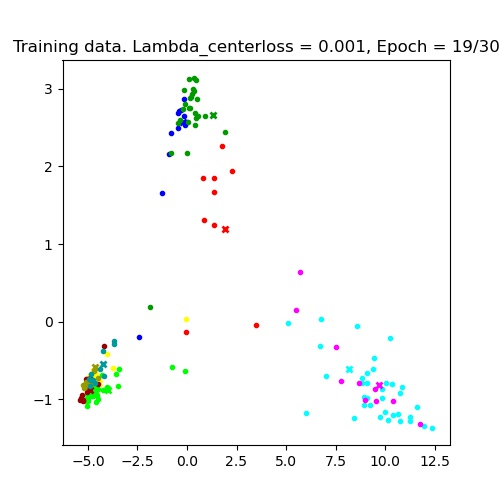 Training data. Lambda_centerloss = 0.001, Epoch = 19/30
3
2
1
0
−1
−5.0 −2.5 0.0 2.5 5.0 7.5 10.0 12.5